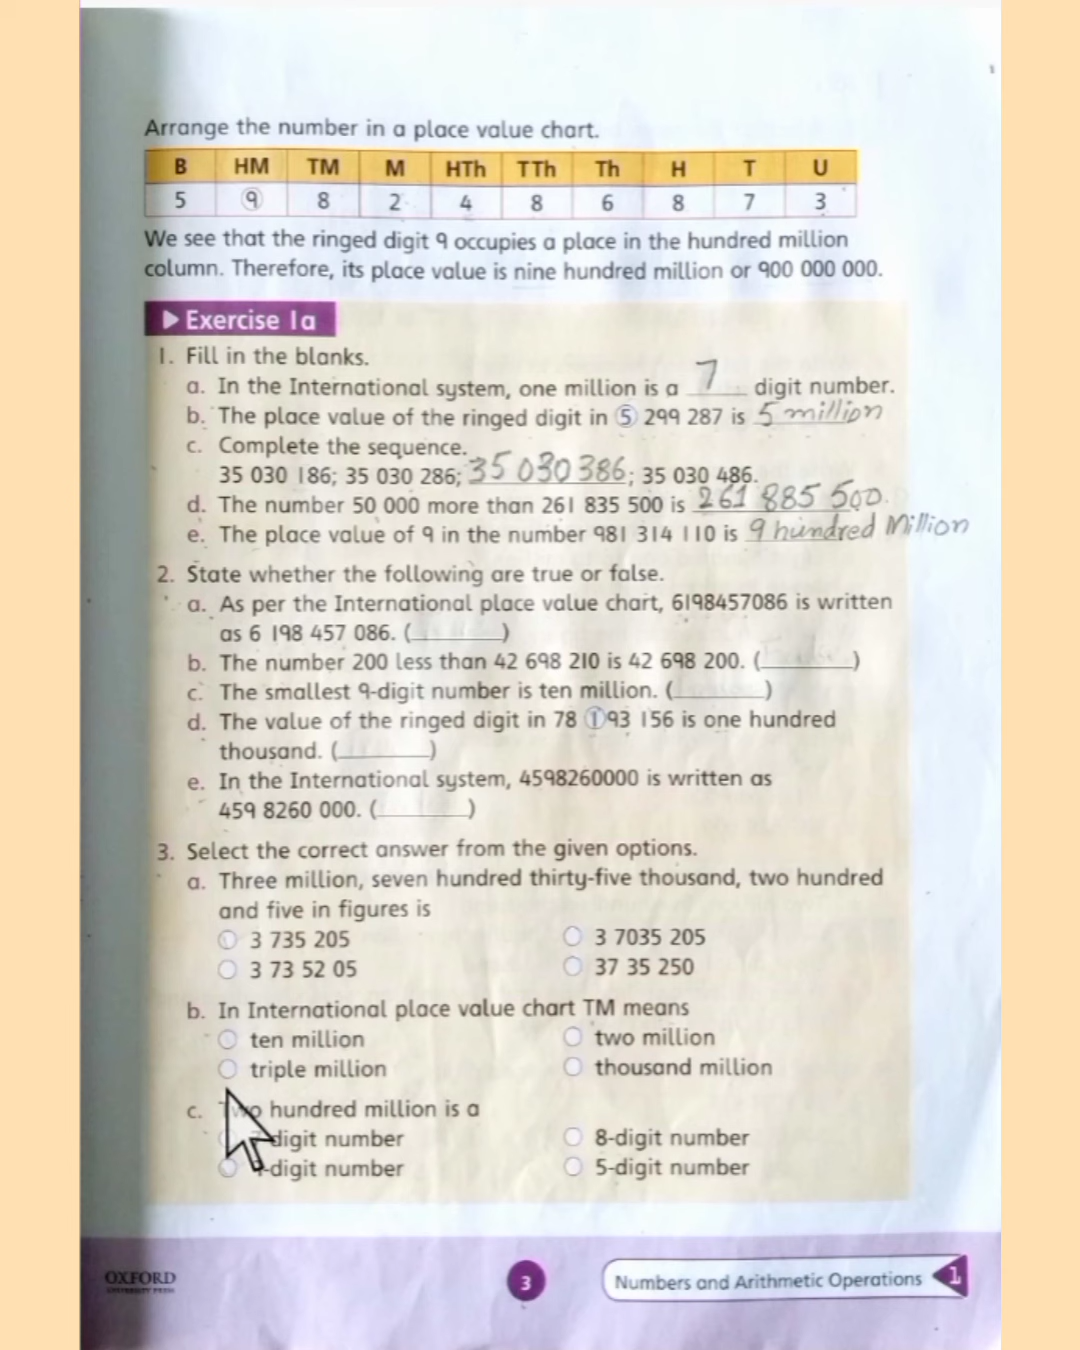 Arrange the number in a place value chart.
B HM TM M HTh TTh Th H T U
5 9 8 2 4 8 6 8 7 3
We see that the ringed digit 9 occupies a place in the hundred million
column. Therefore, its place value is nine hundred million or 900 000 000.
Exercise 1a
1. Fill in the blanks.
a. In the International system, one million is a 7 digit number.
b. The place value of the ringed digit in ⑤ 299 287 is 5 million
c. Complete the sequence.
35 030 186; 35 030 286; 35 030 386; 35 030 486.
d. The number 50 000 more than 261 835 500 is 261 885 500.
e. The place value of 9 in the number 981 314 110 is 9 hundred Million
2. State whether the following are true or false.
a. As per the International place value chart, 6198457086 is written
as 6 198 457 086. (______)
b. The number 200 less than 42 698 210 is 42 698 200. (______)
c. The smallest 9-digit number is ten million. (______)
d. The value of the ringed digit in 78 ①93 156 is one hundred
thousand. (______)
e. In the International system, 4598260000 is written as
459 8260 000. (______)
3. Select the correct answer from the given options.
a. Three million, seven hundred thirty-five thousand, two hundred
and five in figures is
3 735 205 3 7035 205
3 73 52 05 37 35 250
b. In International place value chart TM means
ten million two million
triple million thousand million
c. hundred million is a
digit number 8-digit number
-digit number 5-digit number
OXFORD
UNIVERSITY PRESS
3
Numbers and Arithmetic Operations 1